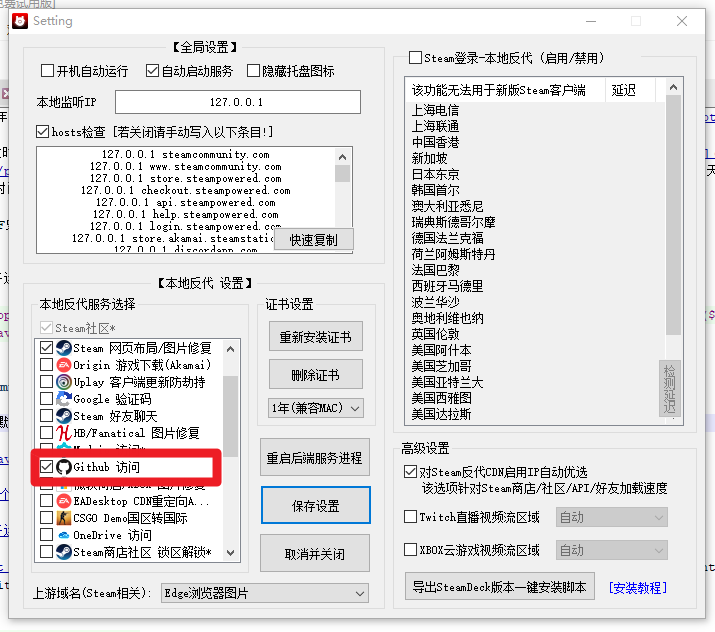 Setting
【全局设置】
开机自动运行
自动启动服务
隐藏托盘图标
本地监听IP
127.0.0.1
hosts检查 [若关闭请手动写入以下条目!]
127.0.0.1 steamcommunity.com
127.0.0.1 www.steamcommunity.com
127.0.0.1 store.steampowered.com
127.0.0.1 checkout.steampowered.com
127.0.0.1 api.steampowered.com
127.0.0.1 help.steampowered.com
127.0.0.1 login.steampowered.com
127.0.0.1 store.akamai.steamstatic
127.0.0.1 discordapp.com
快速复制
【本地反代 设置】
本地反代服务选择
Steam社区*
Steam 网页布局/图片修复
Origin 游戏下载(Akamai)
Uplay 客户端更新防劫持
Google 验证码
Steam 好友聊天
HB/Fanatical 图片修复
Github 访问
EADesktop CDN重定向A...
CSGO Demo国区转国际
OneDrive 访问
Steam商店社区 锁区解锁*
证书设置
重新安装证书
删除证书
1年(兼容MAC)
重启后端服务进程
保存设置
取消并关闭
上游域名(Steam相关):
Edge浏览器图片
Steam登录-本地反代（启用/禁用）
该功能无法用于新版Steam客户端
延迟
上海电信
上海联通
中国香港
新加坡
日本东京
韩国首尔
澳大利亚悉尼
瑞典斯德哥尔摩
德国法兰克福
荷兰阿姆斯特丹
法国巴黎
西班牙马德里
波兰华沙
奥地利维也纳
英国伦敦
美国阿什本
美国芝加哥
美国亚特兰大
美国西雅图
美国达拉斯
检测延迟
高级设置
对Steam反代CDN启用IP自动优选
该选项针对Steam商店/社区/API/好友加载速度
Twitch直播视频流区域
自动
XBOX云游戏视频流区域
自动
导出SteamDeck版本一键安装脚本
[安装教程]